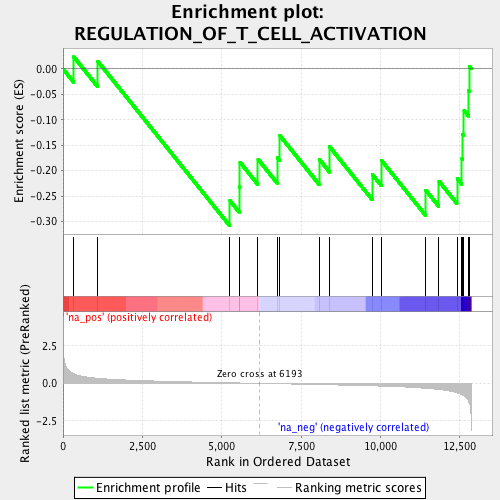 Enrichment plot:
REGULATION_OF_T_CELL_ACTIVATION
Enrichment score (ES)
0.00
-0.05
-0.10
-0.15
-0.20
-0.25
-0.30
'na_pos' (positively correlated)
Ranked list metric (PreRanked)
2.5
0.0
-2.5
Zero cross at 6193
'na_neg' (negatively correlated)
0
2,500
5,000
7,500
10,000
12,500
Rank in Ordered Dataset
Enrichment profile
Hits
Ranking metric scores